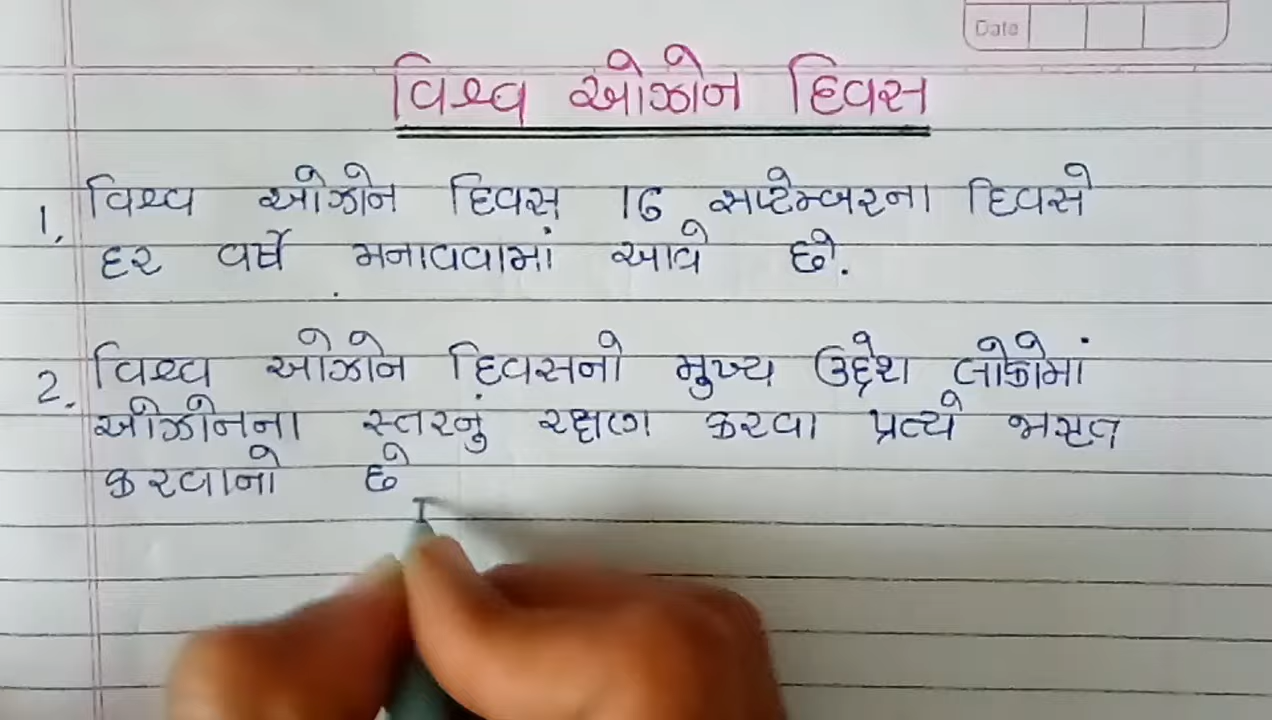 Date
વિશ્વ ઓઝોન દિવસ
1. વિશ્વ ઓઝોન દિવસ 16 સપ્ટેમ્બરના દિવસે
દર વર્ષે મનાવવામાં આવે છે.
2. વિશ્વ ઓઝોન દિવસનો મુખ્ય ઉદ્દેશ લોકોમાં
ઓઝોનના સ્તરનું રક્ષણ કરવા પ્રત્યે જાગૃત
કરવાનો છે